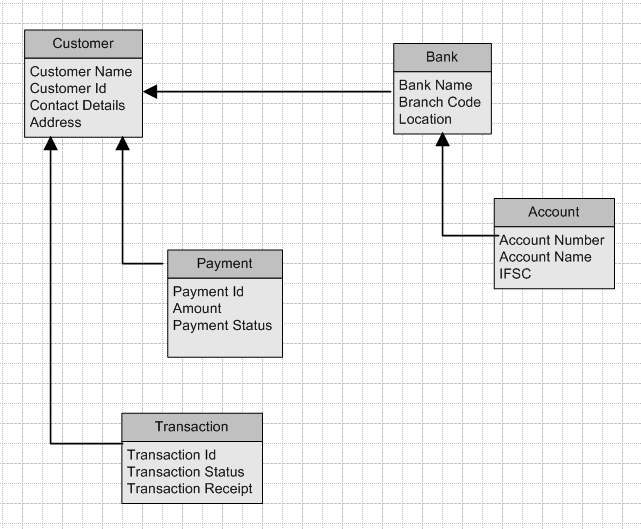 Customer
Customer Name
Customer Id
Contact Details
Address
Bank
Bank Name
Branch Code
Location
Account
Account Number
Account Name
IFSC
Payment
Payment Id
Amount
Payment Status
Transaction
Transaction Id
Transaction Status
Transaction Receipt